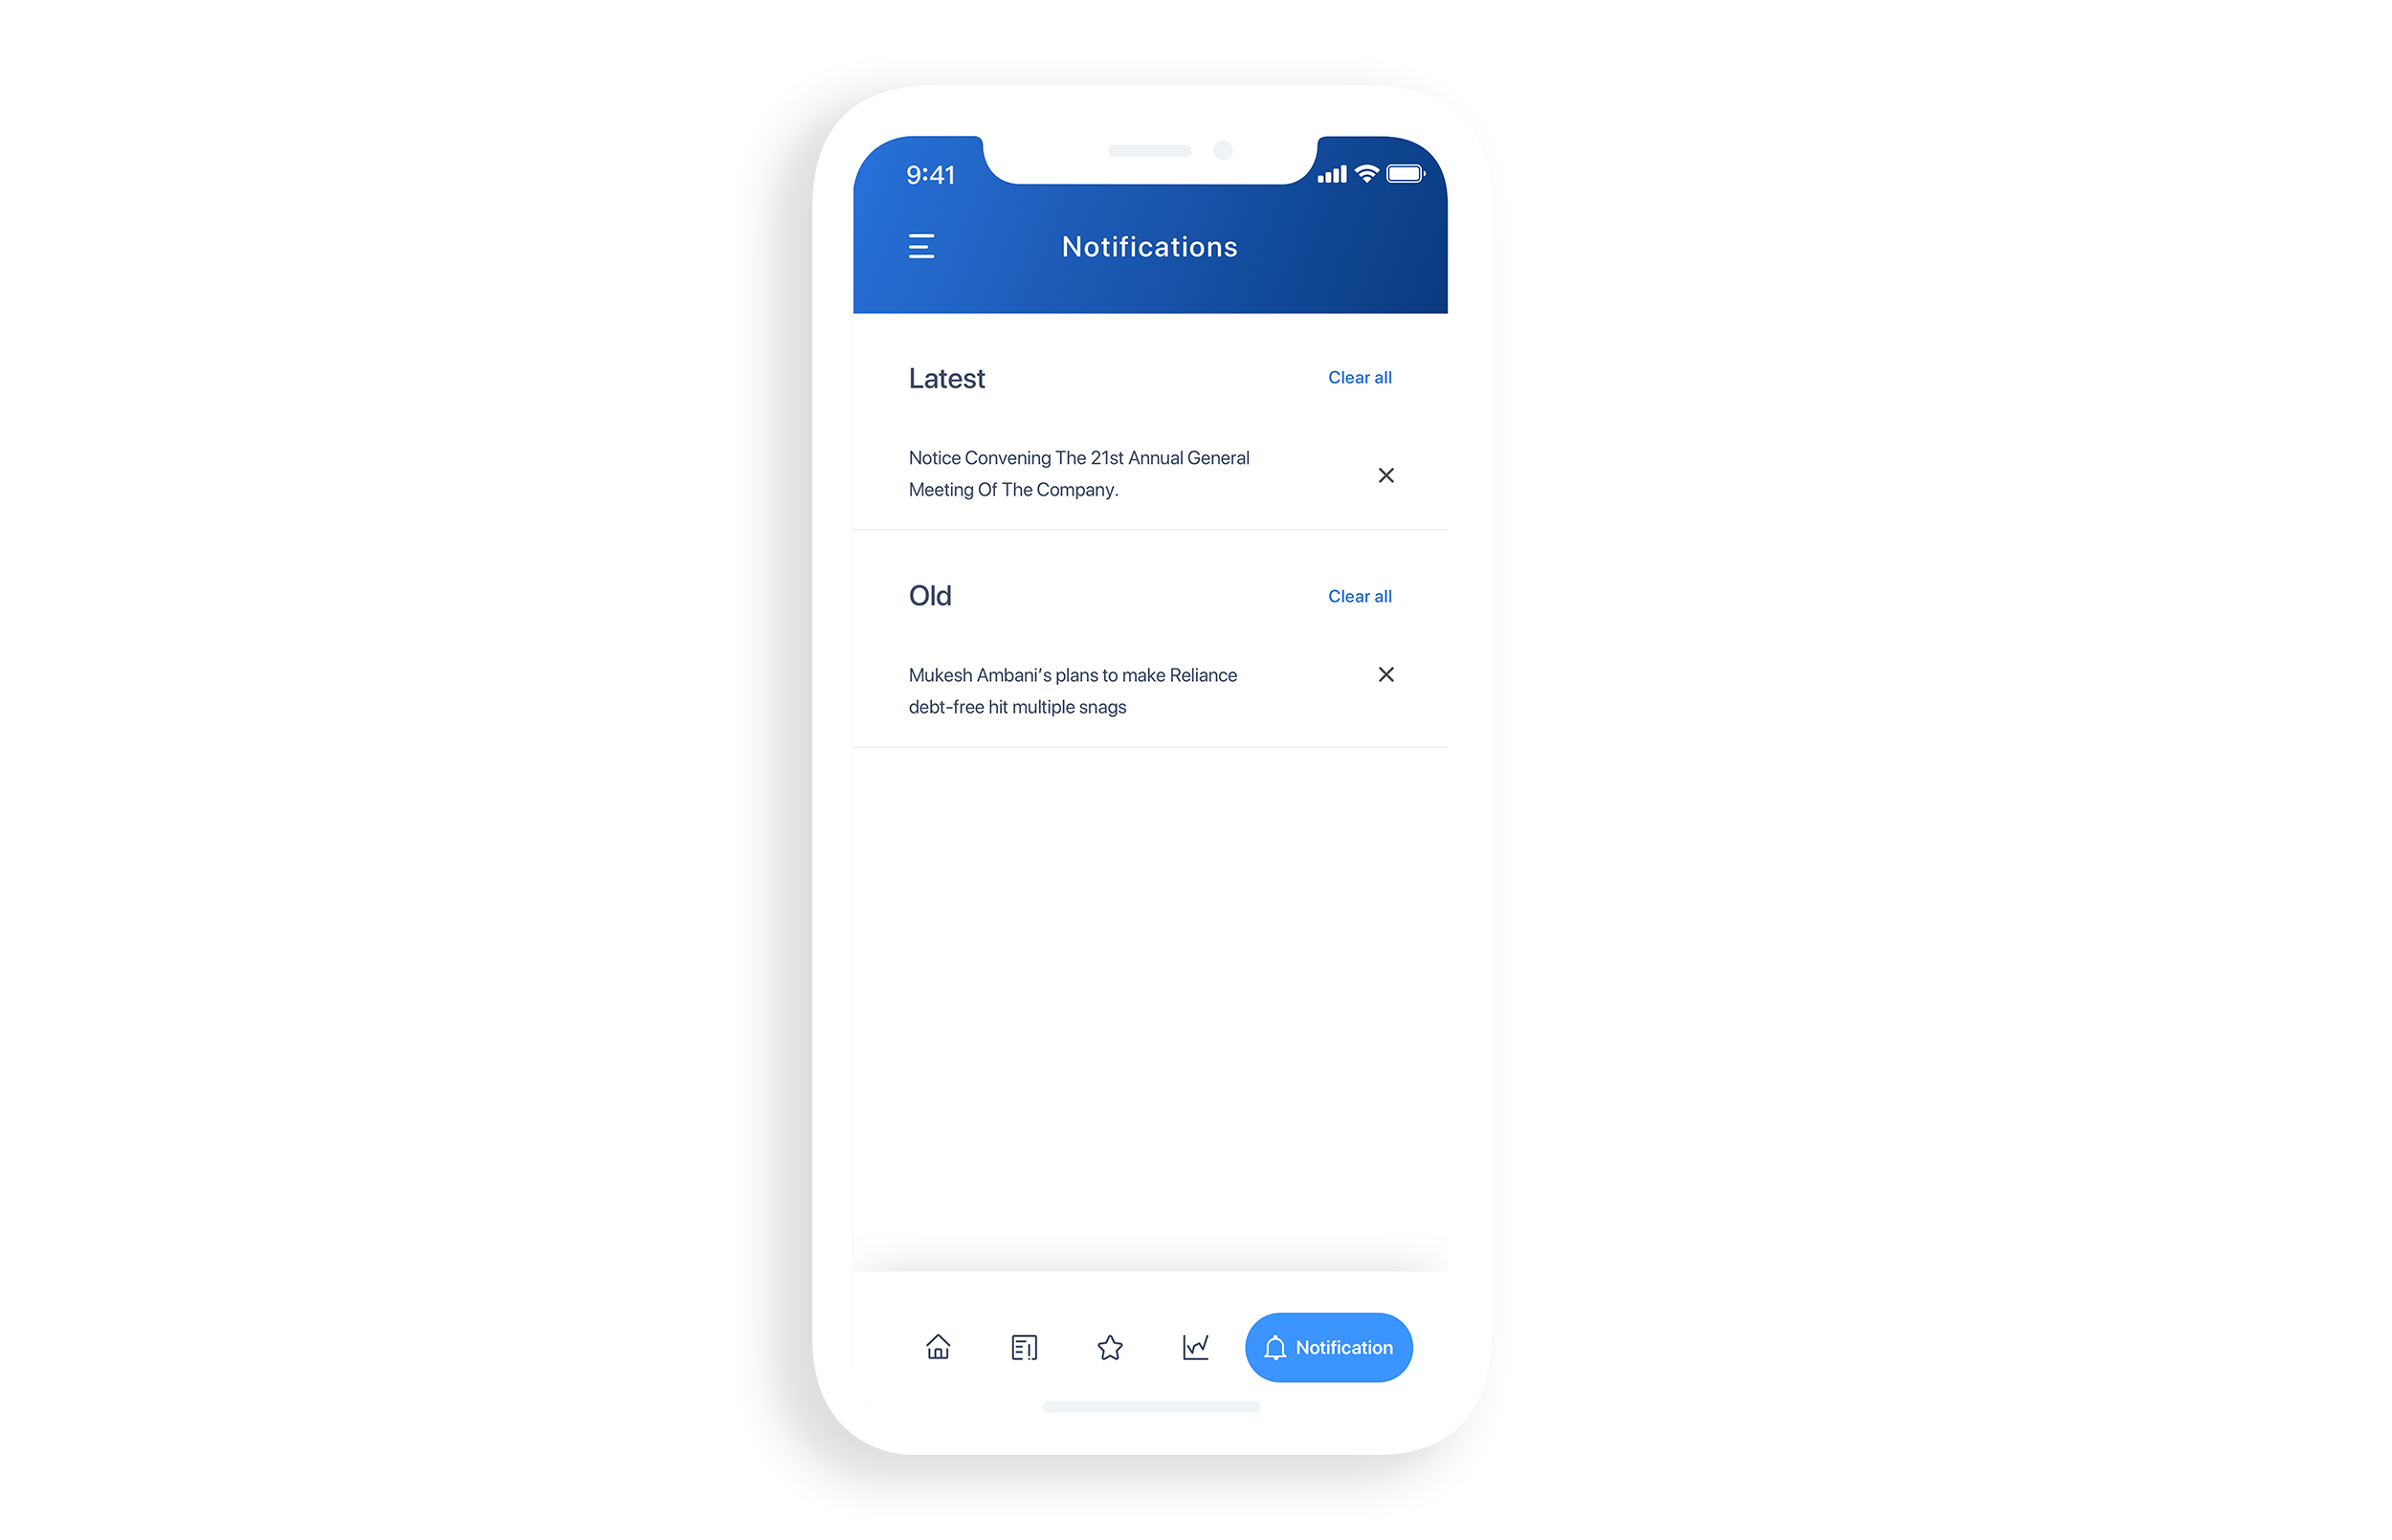 9:41
Notifications
Latest
Clear all
Notice Convening The 21st Annual General
Meeting Of The Company.
Old
Clear all
Mukesh Ambani’s plans to make Reliance
debt-free hit multiple snags
Notification